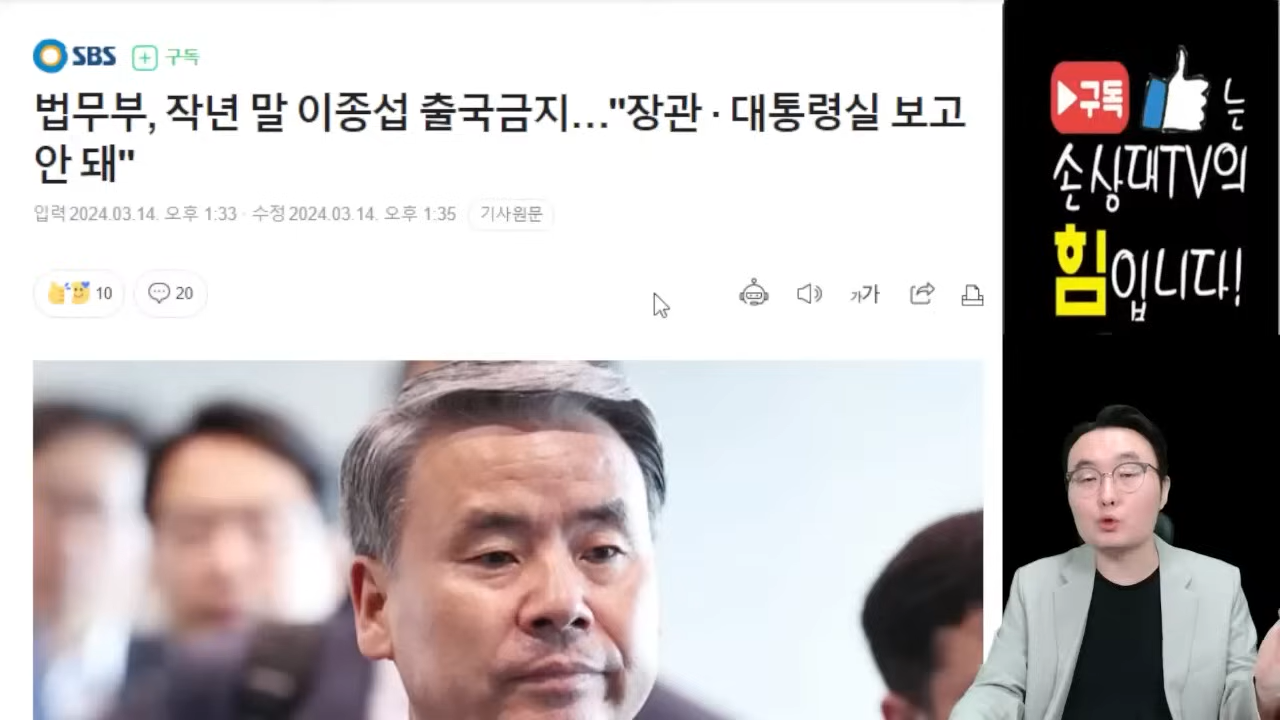 SBS 구독
법무부, 작년 말 이종섭 출국금지..."장관 · 대통령실 보고
안 돼"
입력 2024.03.14. 오후 1:33 · 수정 2024.03.14. 오후 1:35 기사원문
10 20 가가
구독 는
손상대TV의
힘입니다!